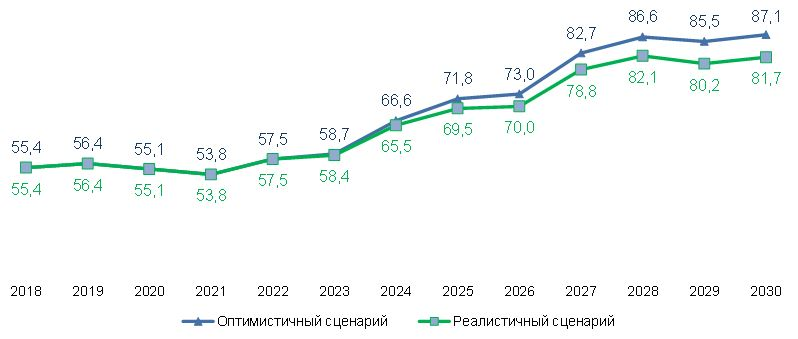 55,4 56,4 55,1 53,8 57,5 58,7 66,6 71,8 73,0 82,7 86,6 85,5 87,1
55,4 56,4 55,1 53,8 57,5 58,4 65,5 69,5 70,0 78,8 82,1 80,2 81,7
2018 2019 2020 2021 2022 2023 2024 2025 2026 2027 2028 2029 2030
Оптимистичный сценарий Реалистичный сценарий